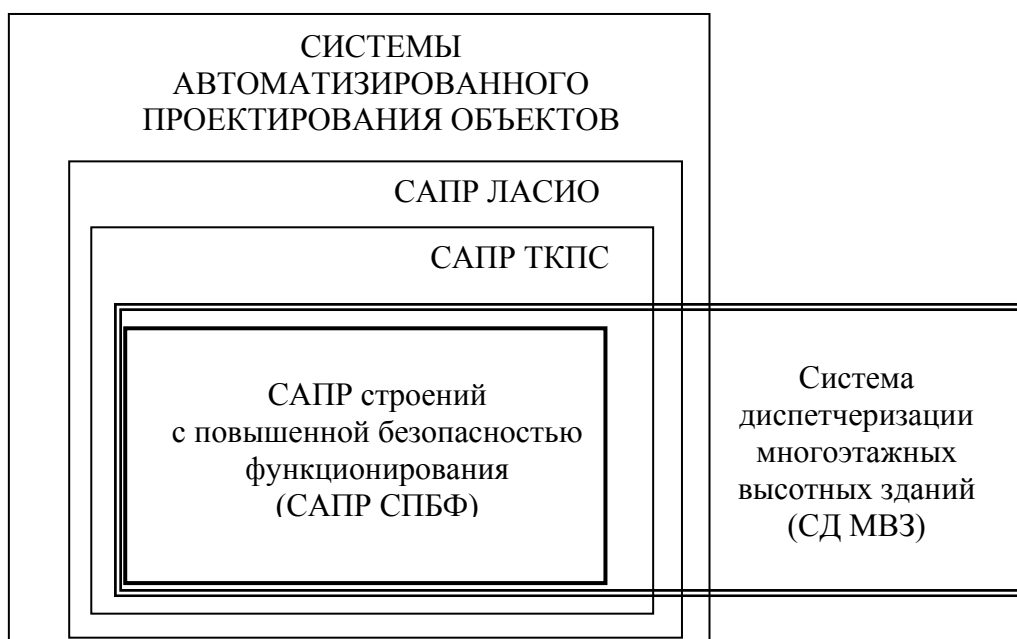 СИСТЕМЫ
АВТОМАТИЗИРОВАННОГО
ПРОЕКТИРОВАНИЯ ОБЪЕКТОВ
САПР ЛАСИО
САПР ТКПС
САПР строений
с повышенной безопасностью
функционирования
(САПР СПБФ)
Система
диспетчеризации
многоэтажных
высотных зданий
(СД МВЗ)